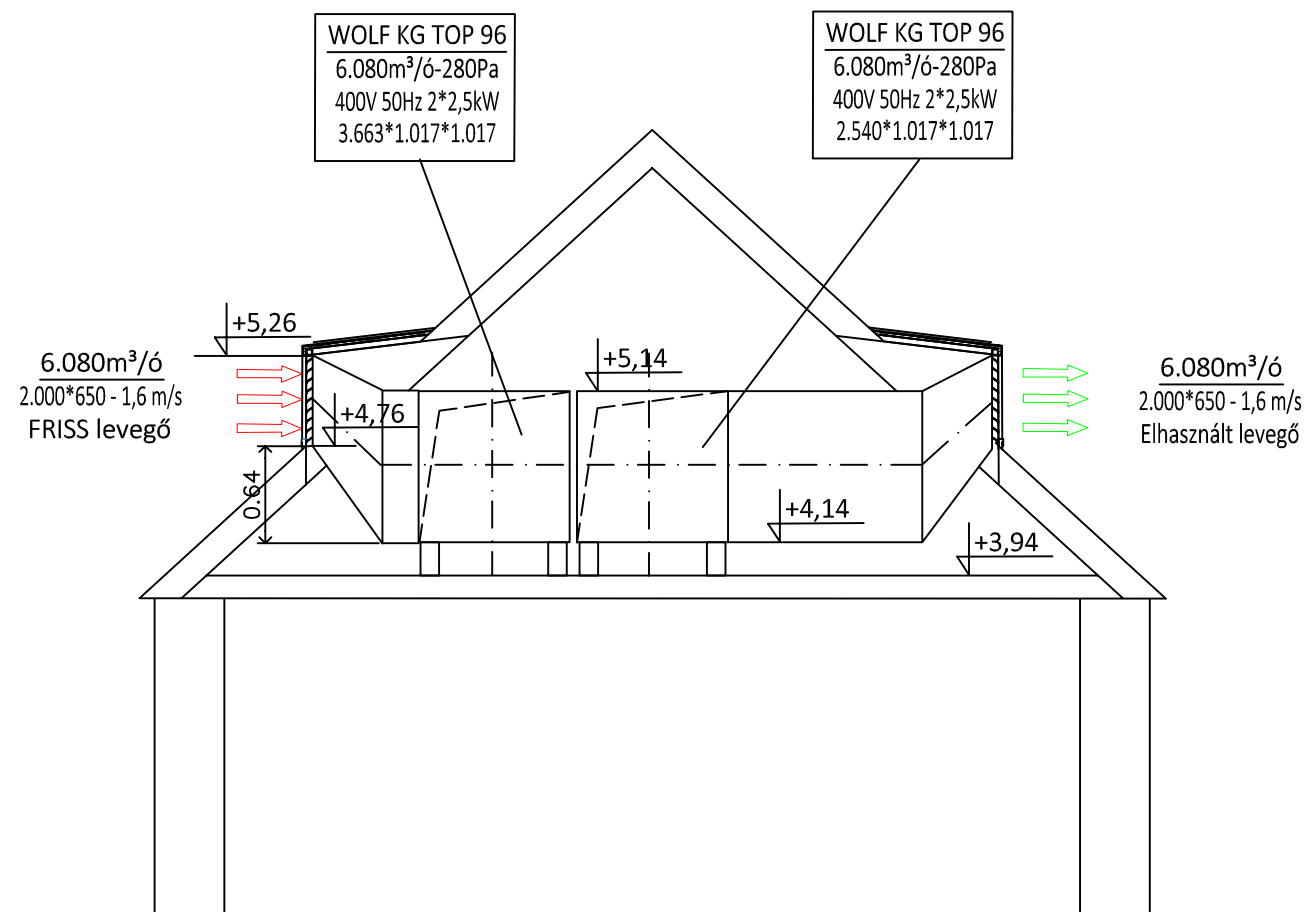 WOLF KG TOP 96
6.080m³/ó-280Pa
400V 50Hz 2*2,5kW
3.663*1.017*1.017
WOLF KG TOP 96
6.080m³/ó-280Pa
400V 50Hz 2*2,5kW
2.540*1.017*1.017
+5,26
6.080m³/ó
2.000*650 - 1,6 m/s
FRISS levegő
+5,14
6.080m³/ó
2.000*650 - 1,6 m/s
Elhasznált levegő
+4,76
0.64
+4,14
+3,94